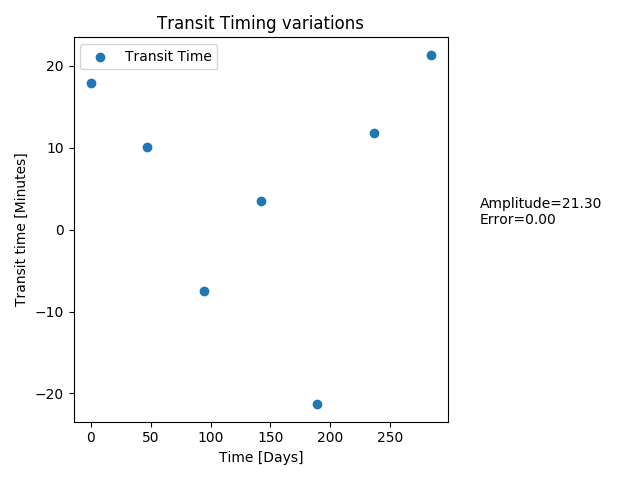 Transit Timing variations
Transit Time
20
10
0
−10
−20
Transit time [Minutes]
0 50 100 150 200 250
Time [Days]
Amplitude=21.30
Error=0.00